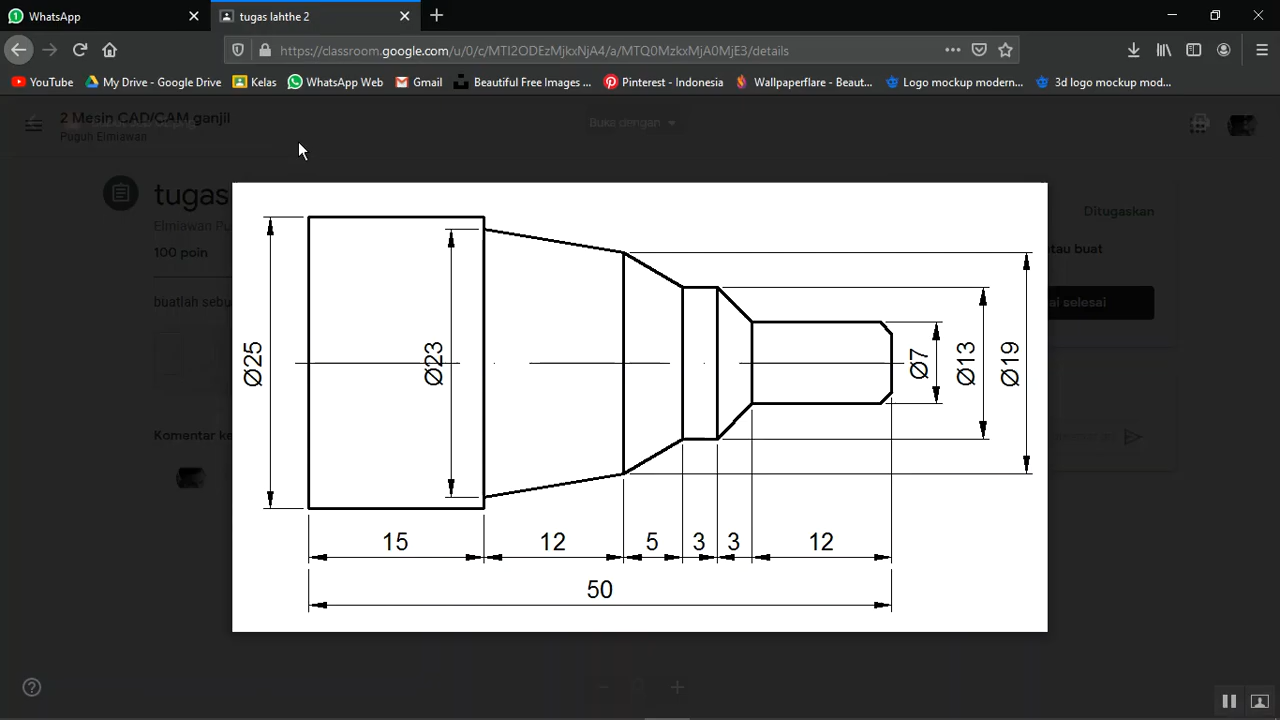 WhatsApp
tugas lahthe 2
https://classroom.google.com/u/0/c/MTI2ODEzMjkxNjA4/a/MTQ0MzkxMjA0MjE3/details
YouTube
My Drive - Google Drive
Kelas
WhatsApp Web
Gmail
Beautiful Free Images ...
Pinterest - Indonesia
Wallpaperflare - Beaut...
Logo mockup modern...
3d logo mockup mod...
2 Mesin CAD/CAM ganjil
Puguh Elmiawan
Buka dengan
tugas
Ditugaskan
Elmiawan Pu
100 poin
atau buat
buatlah sebu
ai selesai
Komentar ke
Ø25
Ø23
Ø7
Ø13
Ø19
15
12
5
3
3
12
50